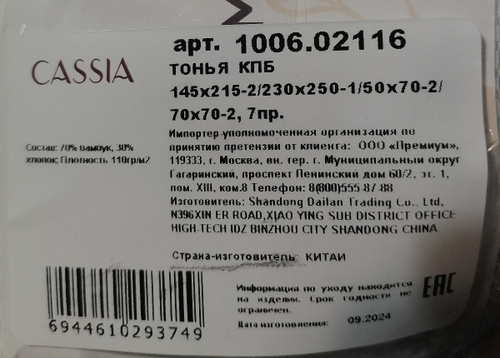 арт. 1006.02116
CASSIA
ТОНЬЯ КПБ
145х215-2/230х250-1/50х70-2/
70х70-2, 7пр.
Состав: 70% бамбук, 30%
хлопок; Плотность 110гр/м2
Импортер-уполномоченная организация по
принятию претензии от клиента: ООО «Премиум»,
119333, г. Москва, вн. тер. г. Муниципальный округ
Гагаринский, проспект Ленинский дом 60/2, эт. 1,
пом. XIII, ком.8 Телефон: 8(800)555-87-88
Изготовитель: Shandong Dailan Trading Co., Ltd,
N396XIN ER ROAD,XIAO YING SUB DISTRICT OFFICE
HIGH-TECH IDZ BINZHOU CITY SHANDONG CHINA
Страна-изготовитель: КИТАИ
Информация по уходу находится
на изделии. Срок годности не
ограничен.
Дата изготовления: 09.2024
EAC
6944610293749